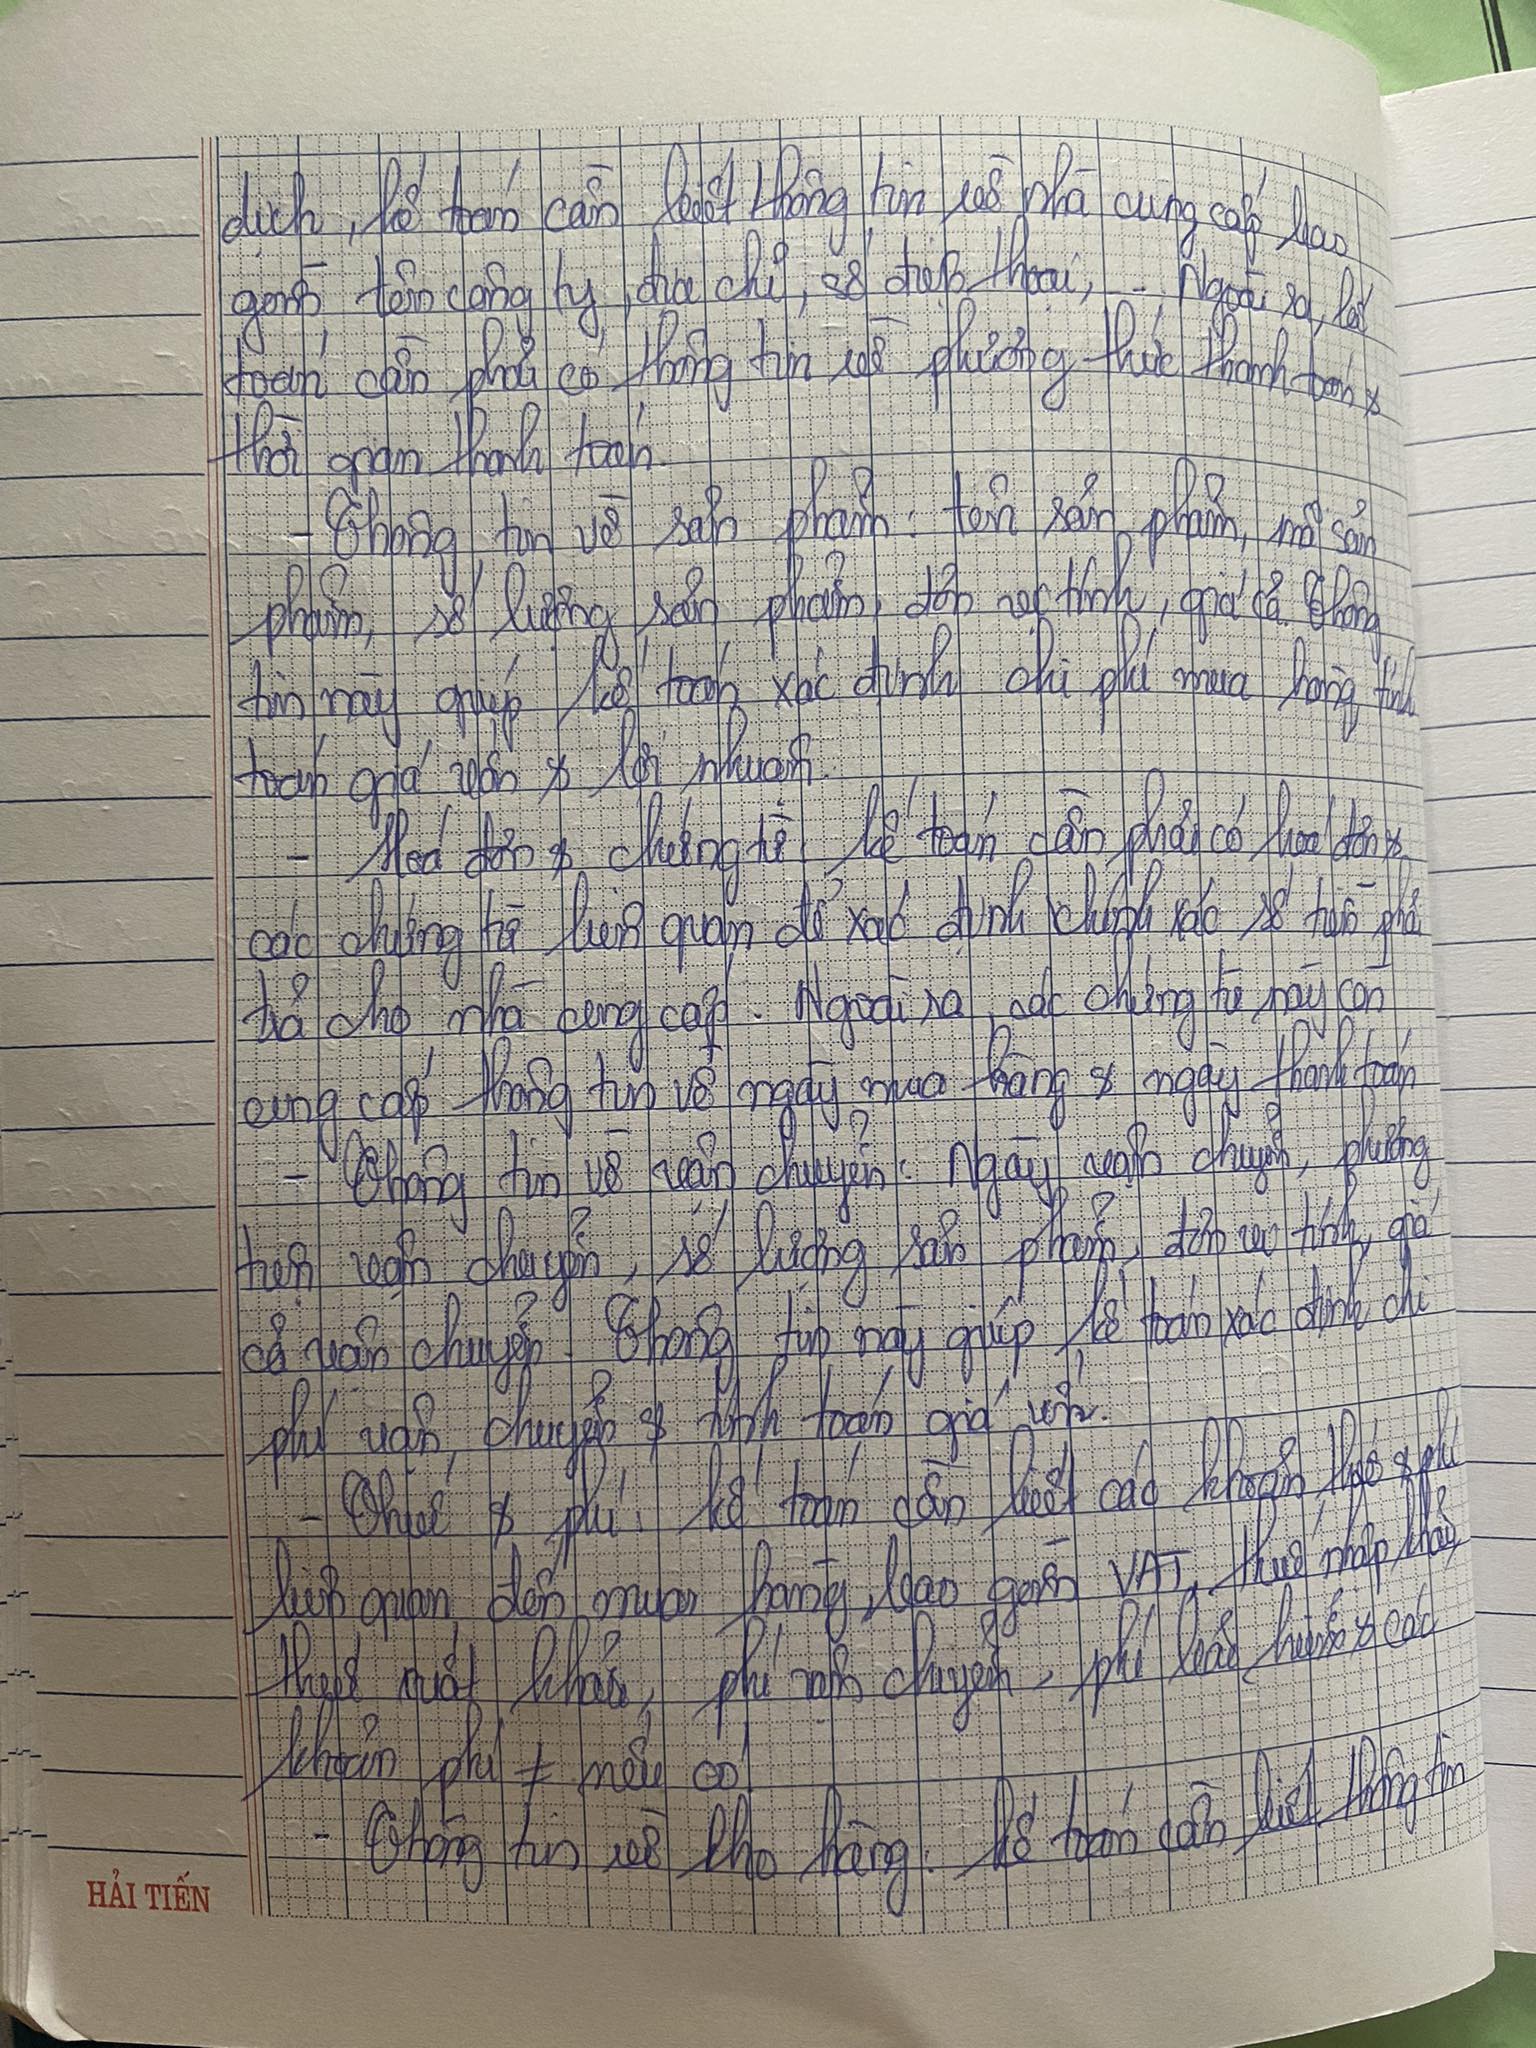 dịch, kế toán cần biết thông tin về nhà cung cấp bao
gồm tên công ty, địa chỉ, số điện thoại, ... Ngoài ra, kế
toán cần phải có thông tin về phương thức thanh toán &
thời gian thanh toán.
- Thông tin về sản phẩm: tên sản phẩm, mã sản
phẩm, số lượng sản phẩm, đơn vị tính, giá cả. Thông
tin này giúp kế toán xác định chi phí mua hàng tính
toán giá vốn & lợi nhuận.
- Hoá đơn & chứng từ: kế toán cần phải có hoá đơn &
các chứng từ liên quan để xác định chính xác số tiền phải
trả cho nhà cung cấp. Ngoài ra, các chứng từ này còn
cung cấp thông tin về ngày mua hàng & ngày thanh toán
- Thông tin về vận chuyển: Ngày vận chuyển, phương
tiện vận chuyển, số lượng sản phẩm, đơn vị tính, giá
cả vận chuyển. Thông tin này giúp kế toán xác định chi
phí vận chuyển & tính toán giá vốn.
- Thuế & phí: kế toán cần biết các khoản thuế & phí
liên quan đến mua hàng, bao gồm VAT, thuế nhập khẩu,
thuế xuất khẩu, phí vận chuyển, phí bảo hiểm & các
khoản phí ≠ nếu có.
- Thông tin về kho hàng: kế toán cần biết thông tin
HẢI TIẾN